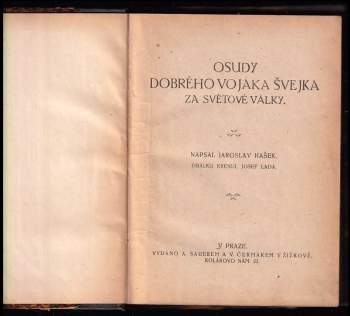 OSUDY
DOBRÉHO VOJAKA ŠVEJKA
ZA SVĚTOVÉ VÁLKY.
NAPSAL JAROSLAV HAŠEK.
OBÁLKU KRESLIL JOSEF LADA.
V PRAZE.
VYDÁNO A. SAUEREM A V. ČERMÁKEM V ŽIŽKOVĚ,
KOLÁROVO NÁM. 22.